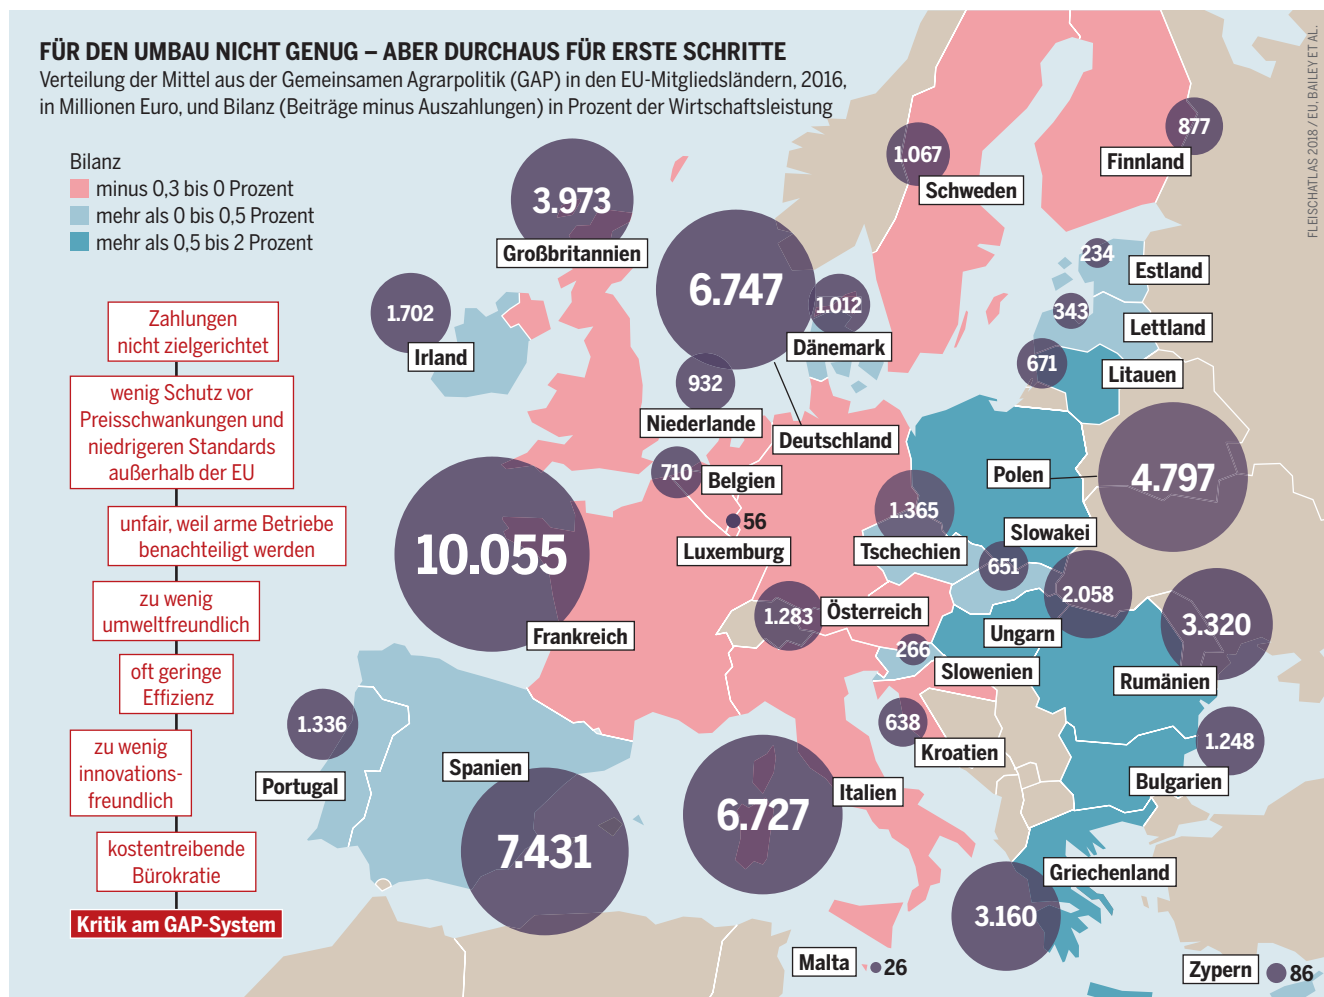 FÜR DEN UMBAU NICHT GENUG – ABER DURCHAUS FÜR ERSTE SCHRITTE
Verteilung der Mittel aus der Gemeinsamen Agrarpolitik (GAP) in den EU-Mitgliedsländern, 2016,
in Millionen Euro, und Bilanz (Beiträge minus Auszahlungen) in Prozent der Wirtschaftsleistung
Bilanz
minus 0,3 bis 0 Prozent
mehr als 0 bis 0,5 Prozent
mehr als 0,5 bis 2 Prozent
FLEISCHATLAS 2018 / EU, BAILEY ET AL.
877
Finnland
1.067
Schweden
3.973
Großbritannien
6.747
Deutschland
1.012
Dänemark
234
Estland
343
Lettland
671
Litauen
1.702
Irland
932
Niederlande
710
Belgien
56
Luxemburg
Polen
4.797
1.365
Tschechien
Slowakei
651
2.058
Ungarn
3.320
Rumänien
10.055
Frankreich
1.283
Österreich
266
Slowenien
638
Kroatien
1.248
Bulgarien
1.336
Portugal
Spanien
7.431
6.727
Italien
Griechenland
3.160
Malta
26
Zypern
86
Zahlungen
nicht zielgerichtet
wenig Schutz vor
Preisschwankungen und
niedrigeren Standards
außerhalb der EU
unfair, weil arme Betriebe
benachteiligt werden
zu wenig
umweltfreundlich
oft geringe
Effizienz
zu wenig
innovations-
freundlich
kostentreibende
Bürokratie
Kritik am GAP-System